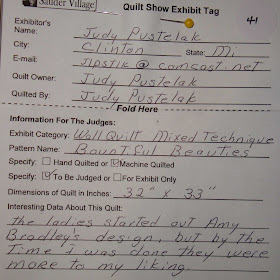 Sauder Village
Quilt Show Exhibit Tag
41
Exhibitor's
Name: Judy Pustelak
City: Clinton State: Mi
E-mail: jipstik@comcast.net
Quilt Owner: Judy Pustelak
Quilted By: Judy Pustelak
Fold Here
Information For The Judges:
Exhibit Category: Wall Quilt Mixed Technique
Pattern Name: Bountful Beauties
Specify: Hand Quilted or Machine Quilted
Specify: To Be Judged or For Exhibit Only
Dimensions of Quilt in Inches: 32" x 33"
Interesting Data About This Quilt:
the ladies started out Amy
Bradley's design, but by the
Time i was done they were
more to my liking.